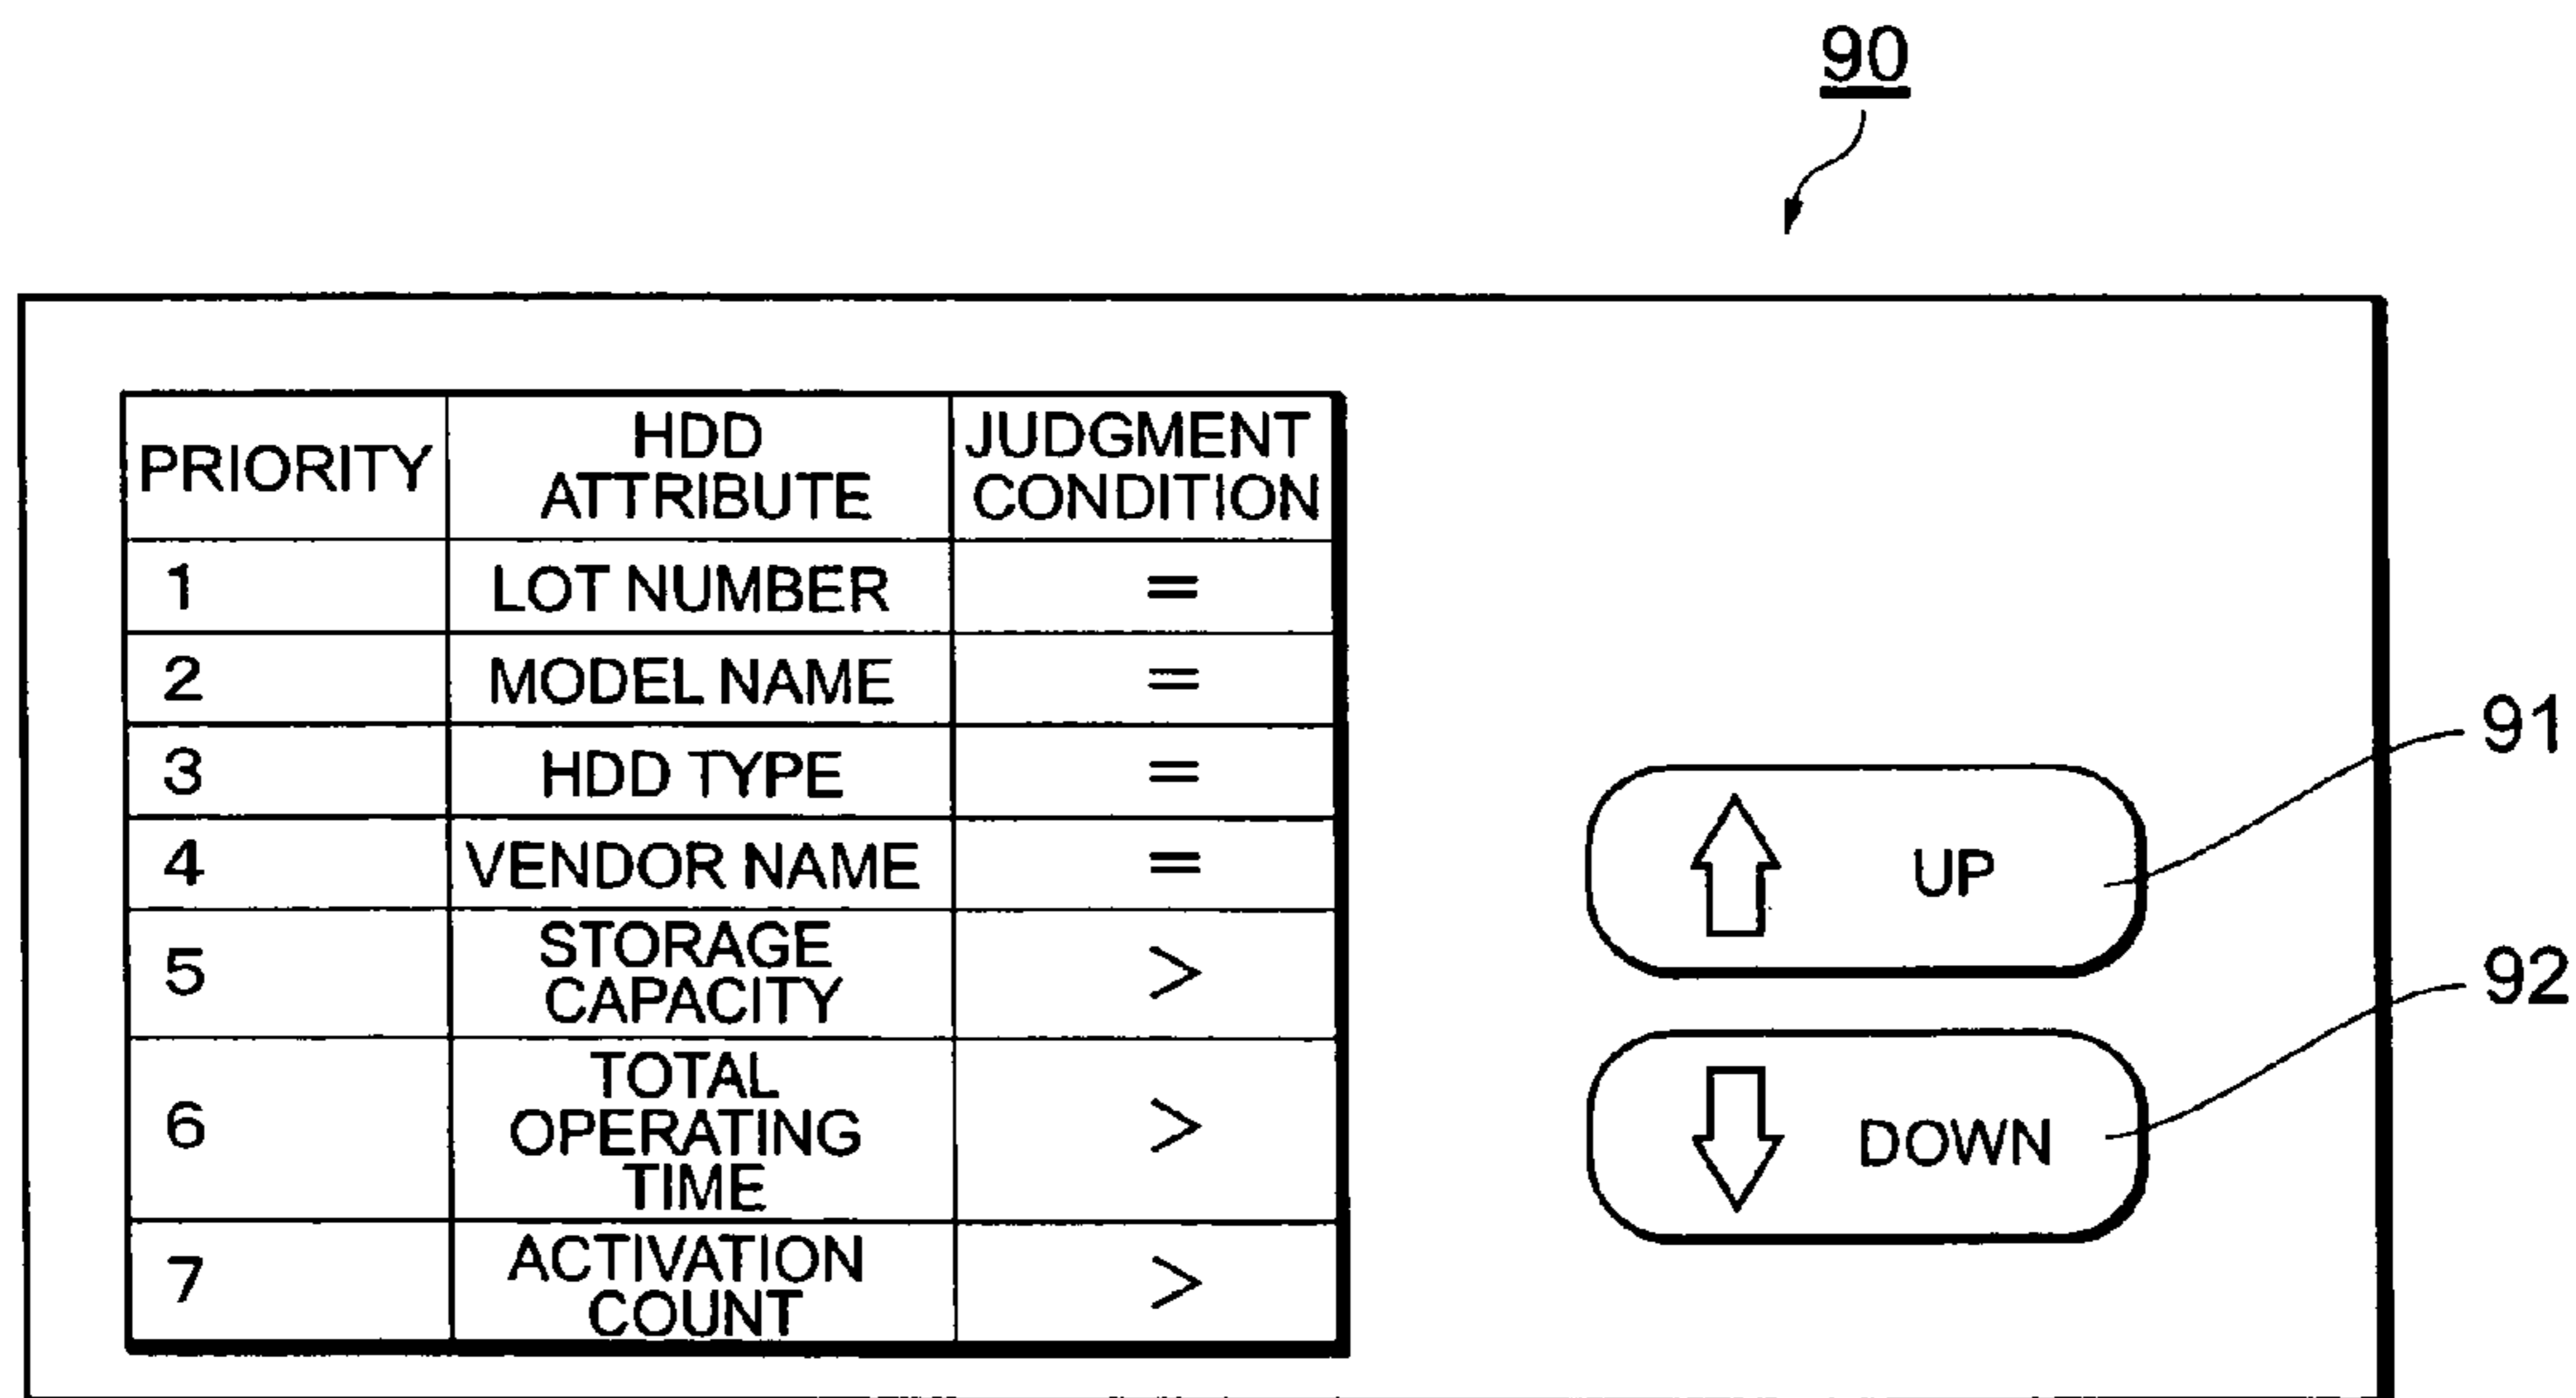 90
PRIORITY
HDD
ATTRIBUTE
JUDGMENT
CONDITION
1 LOT NUMBER =
2 MODEL NAME =
3 HDD TYPE =
4 VENDOR NAME =
5 STORAGE
CAPACITY >
6 TOTAL
OPERATING
TIME >
7 ACTIVATION
COUNT >
UP
91
DOWN
92